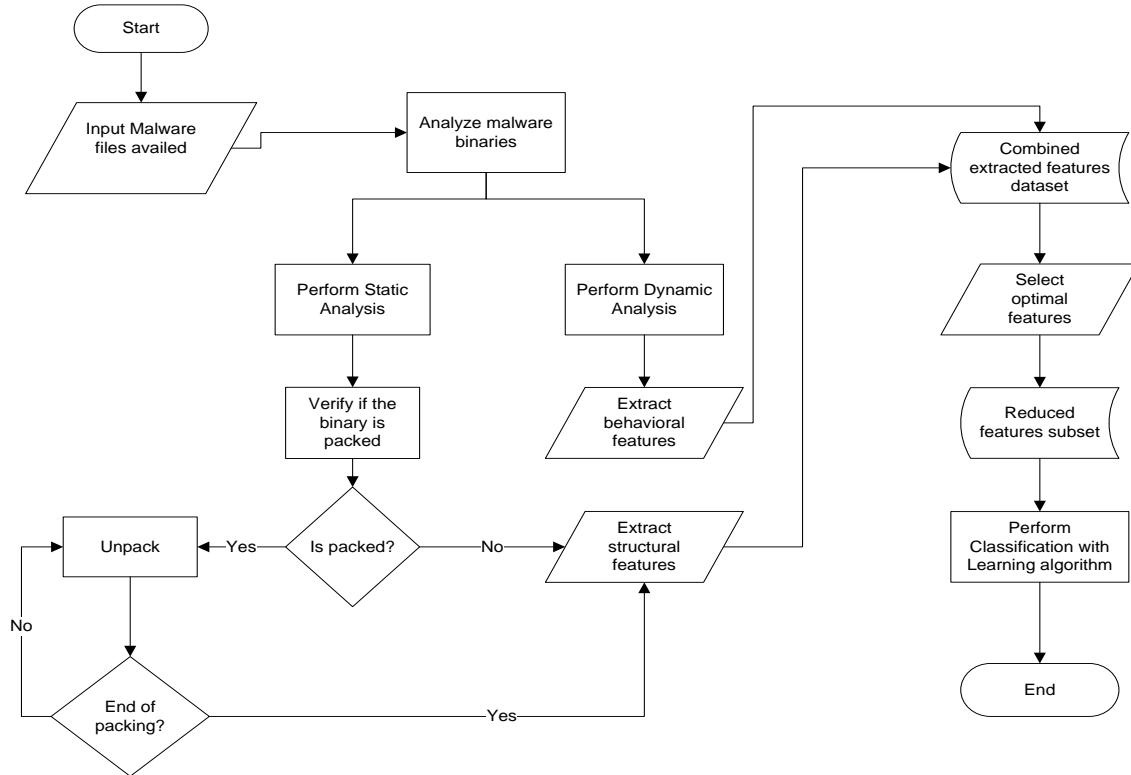 Start
Input Malware
files availed
Analyze malware
binaries
Perform Static
Analysis
Perform Dynamic
Analysis
Verify if the
binary is
packed
Extract
behavioral
features
Is packed?
Yes
No
Unpack
Extract
structural
features
End of
packing?
No
Yes
Combined
extracted features
dataset
Select
optimal
features
Reduced
features subset
Perform
Classification with
Learning algorithm
End